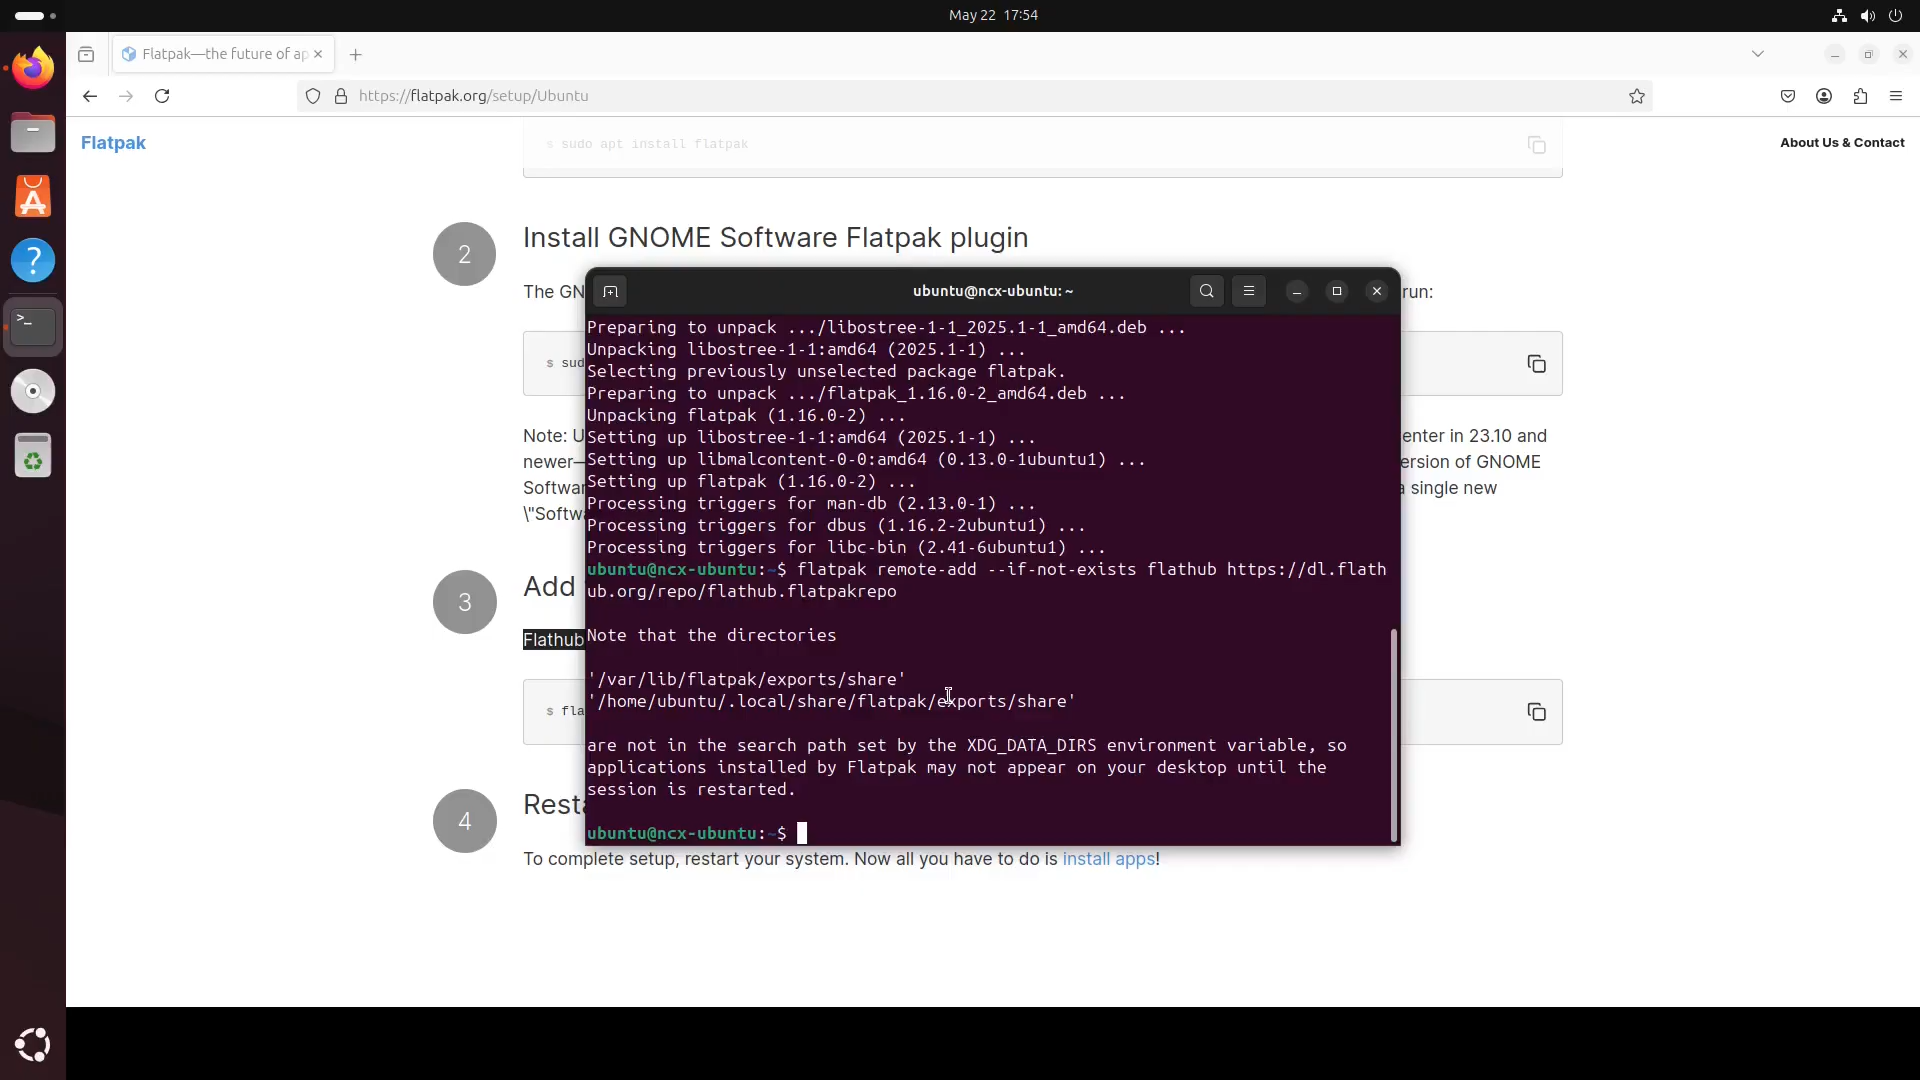 May 22 17:54
Flatpak—the future of ap
https://flatpak.org/setup/Ubuntu
Flatpak
About Us & Contact
$ sudo apt install flatpak
2
Install GNOME Software Flatpak plugin
The GN
run:
$ sud
Note: U
enter in 23.10 and
newer—
ersion of GNOME
Softwar
a single new
\"Softwa
3
Add
Flathub
$ fla
4
Resta
To complete setup, restart your system. Now all you have to do is install apps!
ubuntu@ncx-ubuntu: ~
Preparing to unpack .../libostree-1-1_2025.1-1_amd64.deb ...
Unpacking libostree-1-1:amd64 (2025.1-1) ...
Selecting previously unselected package flatpak.
Preparing to unpack .../flatpak_1.16.0-2_amd64.deb ...
Unpacking flatpak (1.16.0-2) ...
Setting up libostree-1-1:amd64 (2025.1-1) ...
Setting up libmalcontent-0-0:amd64 (0.13.0-1ubuntu1) ...
Setting up flatpak (1.16.0-2) ...
Processing triggers for man-db (2.13.0-1) ...
Processing triggers for dbus (1.16.2-2ubuntu1) ...
Processing triggers for libc-bin (2.41-6ubuntu1) ...
ubuntu@ncx-ubuntu:~$ flatpak remote-add --if-not-exists flathub https://dl.flath
ub.org/repo/flathub.flatpakrepo
Note that the directories
'/var/lib/flatpak/exports/share'
'/home/ubuntu/.local/share/flatpak/exports/share'
are not in the search path set by the XDG_DATA_DIRS environment variable, so
applications installed by Flatpak may not appear on your desktop until the
session is restarted.
ubuntu@ncx-ubuntu:~$